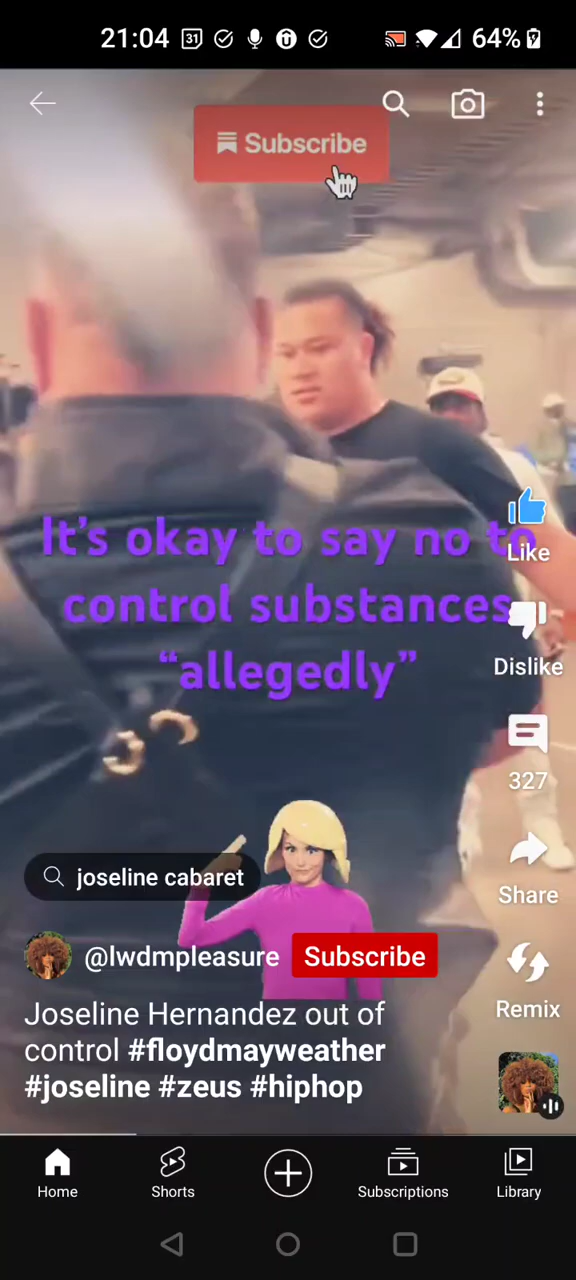 21:04
31
64%
Subscribe
It's okay to say no to
control substances
“allegedly”
Like
Dislike
327
Share
Remix
joseline cabaret
@lwdmpleasure
Subscribe
Joseline Hernandez out of
control #floydmayweather
#joseline #zeus #hiphop
Home
Shorts
Subscriptions
Library